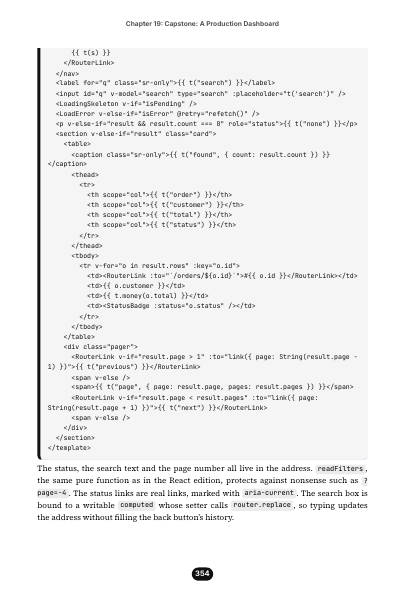 Chapter 19: Capstone: A Production Dashboard
{{ t(s) }}
</RouterLink>
</nav>
<label for="q" class="sr-only">{{ t("search") }}</label>
<input id="q" v-model="search" type="search" :placeholder="t('search')" />
<LoadingSkeleton v-if="isPending" />
<LoadError v-else-if="isError" @retry="refetch()" />
<p v-else-if="result && result.count === 0" role="status">{{ t("none") }}</p>
<section v-else-if="result" class="card">
<table>
<caption class="sr-only">{{ t("found", { count: result.count }) }}
</caption>
<thead>
<tr>
<th scope="col">{{ t("order") }}</th>
<th scope="col">{{ t("customer") }}</th>
<th scope="col">{{ t("total") }}</th>
<th scope="col">{{ t("status") }}</th>
</tr>
</thead>
<tbody>
<tr v-for="o in result.rows" :key="o.id">
<td><RouterLink :to="`/orders/${o.id}`">#{{ o.id }}</RouterLink></td>
<td>{{ o.customer }}</td>
<td>{{ t.money(o.total) }}</td>
<td><StatusBadge :status="o.status" /></td>
</tr>
</tbody>
</table>
<div class="pager">
<RouterLink v-if="result.page > 1" :to="link({ page: String(result.page -
1) })">{{ t("previous") }}</RouterLink>
<span v-else />
<span>{{ t("page", { page: result.page, pages: result.pages }) }}</span>
<RouterLink v-if="result.page < result.pages" :to="link({ page:
String(result.page + 1) })">{{ t("next") }}</RouterLink>
<span v-else />
</div>
</section>
</template>
The status, the search text and the page number all live in the address. readFilters,
the same pure function as in the React edition, protects against nonsense such as ?
page=-4. The status links are real links, marked with aria-current. The search box is
bound to a writable computed whose setter calls router.replace, so typing updates
the address without filling the back button's history.
354